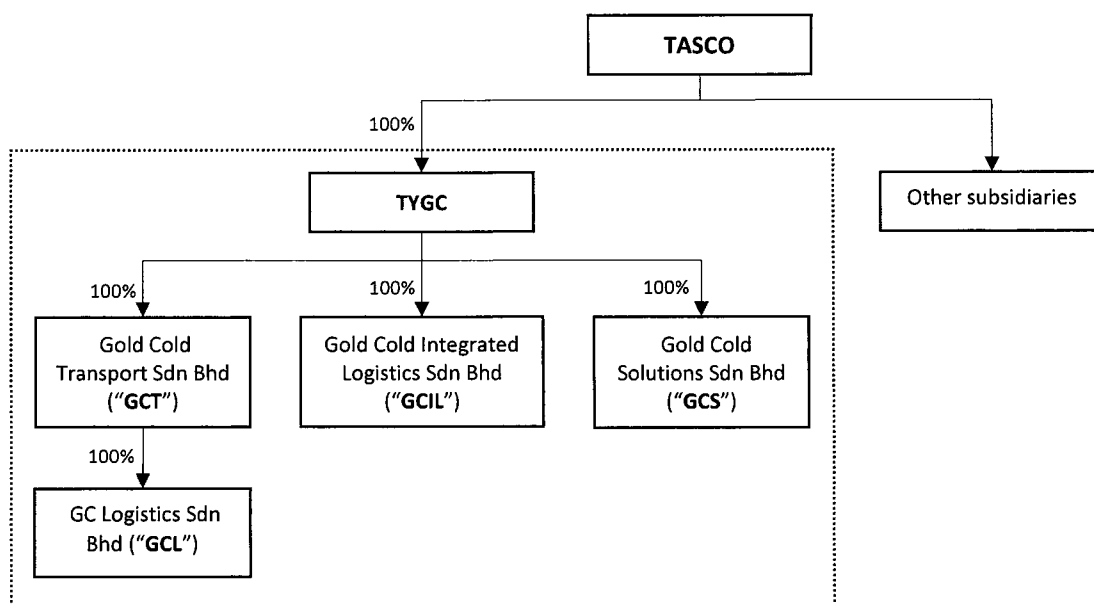 TASCO
100%
TYGC
Other subsidiaries
100%
100%
100%
Gold Cold
Transport Sdn Bhd
(“GCT”)
Gold Cold Integrated
Logistics Sdn Bhd
(“GCIL”)
Gold Cold
Solutions Sdn Bhd
(“GCS”)
100%
GC Logistics Sdn
Bhd (“GCL”)